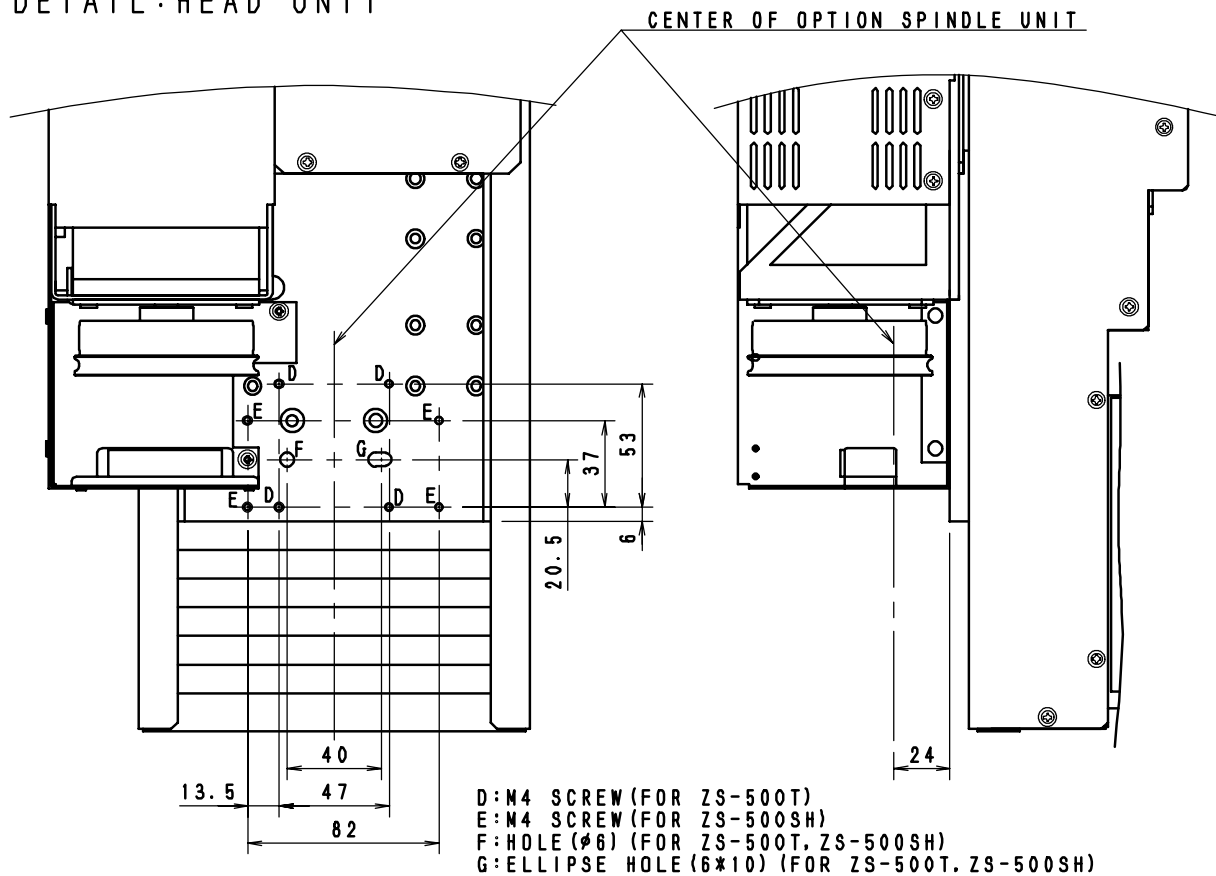 DETAIL:HEAD UNIT
CENTER OF OPTION SPINDLE UNIT
D
D
E
E
F
G
E
D
D
E
53
37
20.5
6
40
13.5
47
82
24
D:M4 SCREW(FOR ZS-500T)
E:M4 SCREW(FOR ZS-500SH)
F:HOLE(φ6)(FOR ZS-500T.ZS-500SH)
G:ELLIPSE HOLE(6*10)(FOR ZS-500T.ZS-500SH)